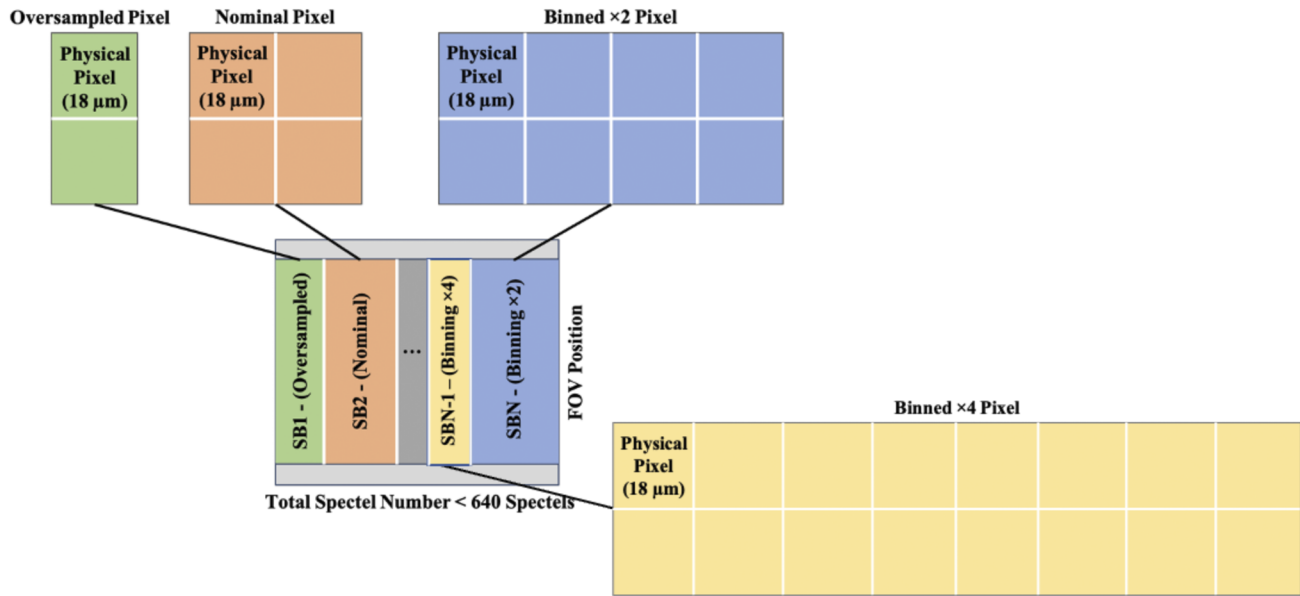 Oversampled Pixel
Nominal Pixel
Binned ×2 Pixel
Physical
Pixel
(18 µm)
Physical
Pixel
(18 µm)
Physical
Pixel
(18 µm)
SB1 - (Oversampled)
SB2 - (Nominal)
...
SBN-1 – (Binning ×4)
SBN - (Binning ×2)
FOV Position
Total Spectel Number < 640 Spectels
Binned ×4 Pixel
Physical
Pixel
(18 µm)